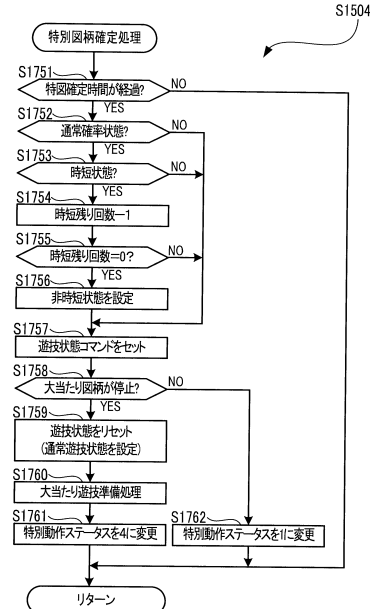 S1504
特別図柄確定処理
S1751
特図確定時間が経過?
NO
YES
S1752
通常確率状態?
NO
YES
S1753
時短状態?
NO
YES
S1754
時短残り回数−1
S1755
時短残り回数=0?
NO
YES
S1756
非時短状態を設定
S1757
遊技状態コマンドをセット
S1758
大当たり図柄が停止?
NO
YES
S1759
遊技状態をリセット
(通常遊技状態を設定)
S1760
大当たり遊技準備処理
S1761
特別動作ステータスを4に変更
S1762
特別動作ステータスを1に変更
リターン